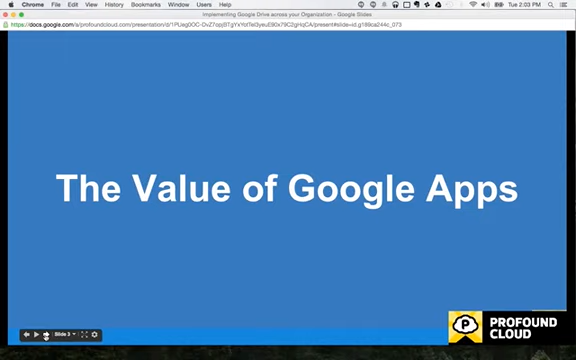 Chrome File Edit View History Bookmarks Window Users Help
Tue 2:03 PM
Implementing Google Drive across your Organization - Google Slides
The Value of Google Apps
Slide 3
P
PROFOUND
CLOUD